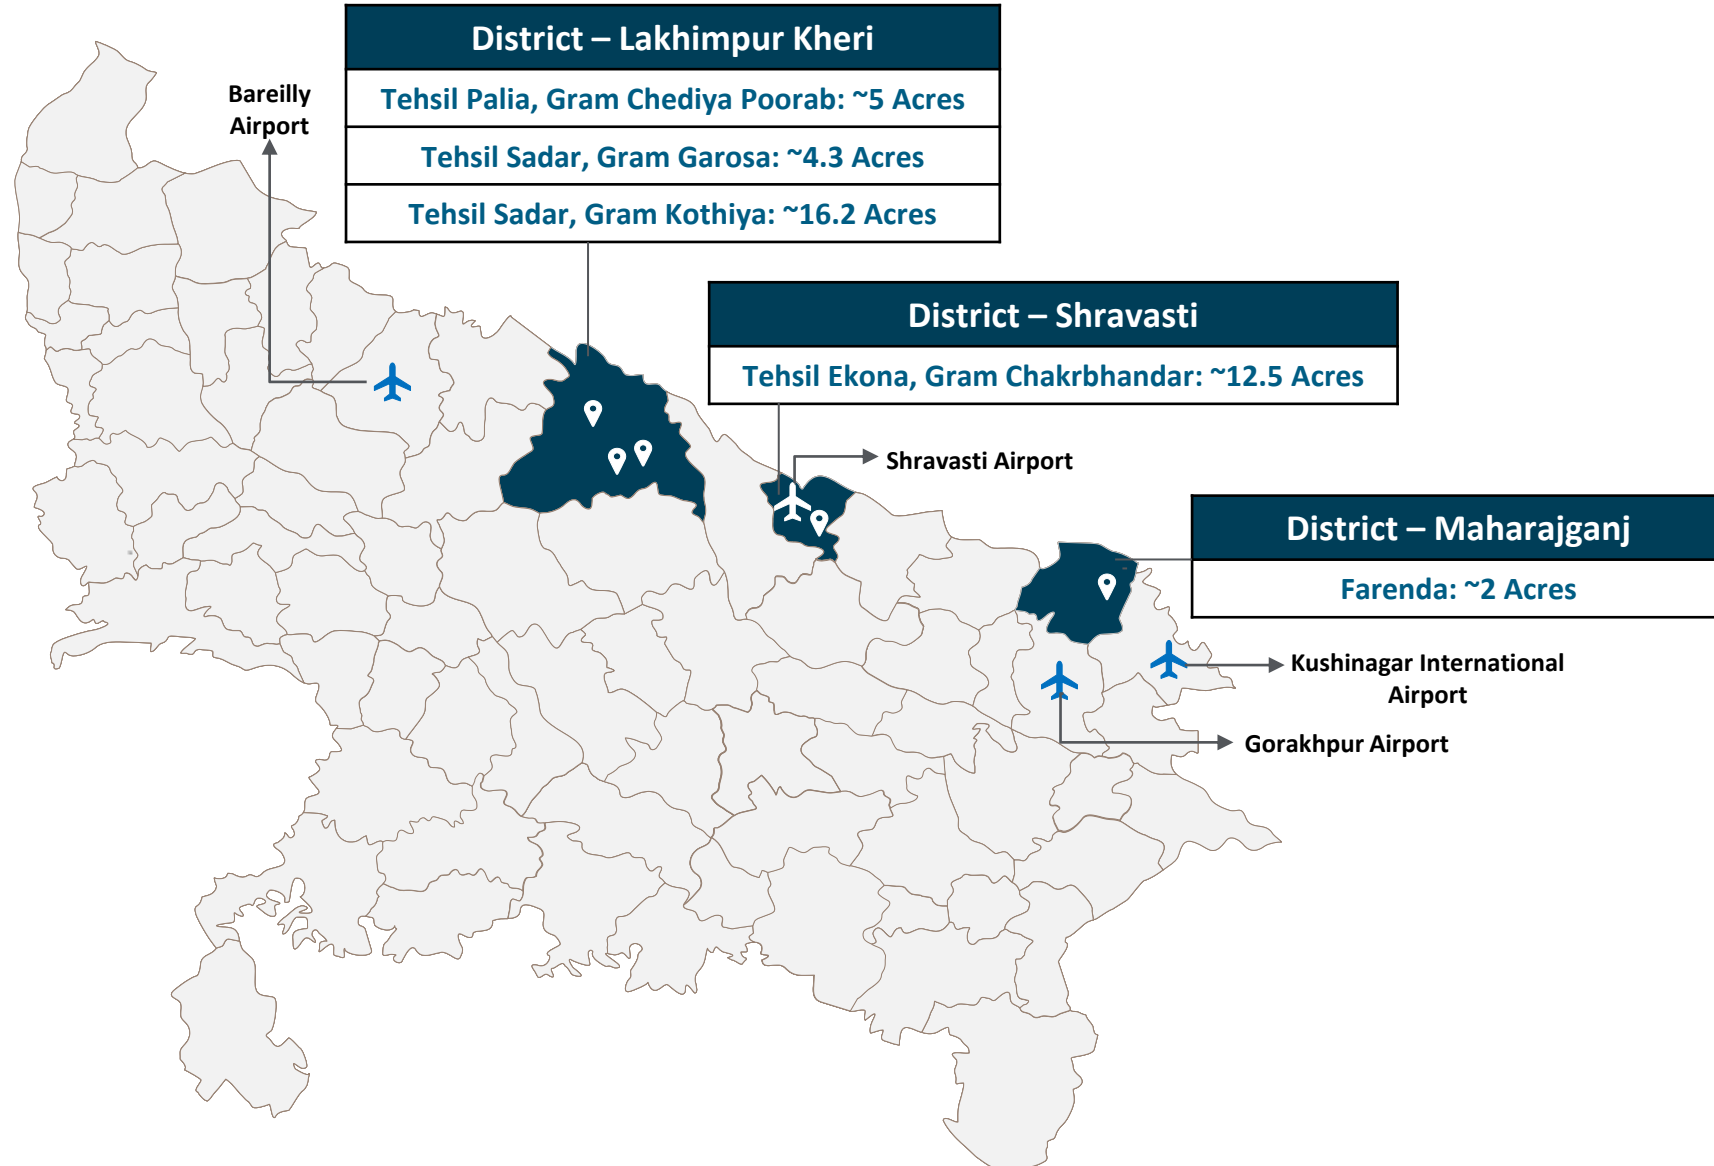 District – Lakhimpur Kheri
Tehsil Palia, Gram Chediya Poorab: ~5 Acres
Tehsil Sadar, Gram Garosa: ~4.3 Acres
Tehsil Sadar, Gram Kothiya: ~16.2 Acres
Bareilly
Airport
District – Shravasti
Tehsil Ekona, Gram Chakrbhandar: ~12.5 Acres
Shravasti Airport
District – Maharajganj
Farenda: ~2 Acres
Kushinagar International
Airport
Gorakhpur Airport